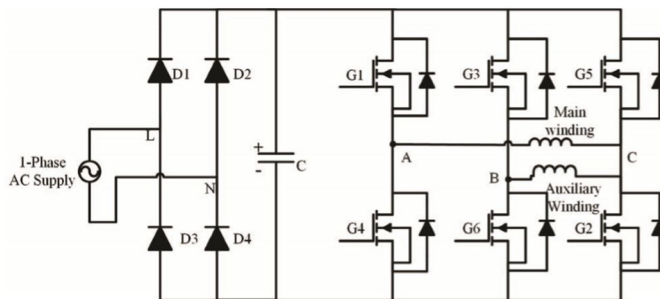 D1
D2
G1
G3
G5
L
Main
winding
1-Phase
AC Supply
+
-
C
A
B
C
N
Auxiliary
Winding
D3
D4
G4
G6
G2